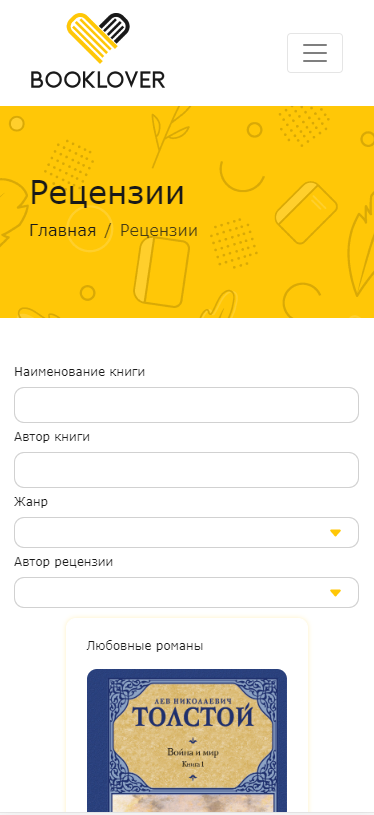 BOOKLOVER
Рецензии
Главная / Рецензии
Наименование книги
Автор книги
Жанр
Автор рецензии
Любовные романы
ЛЕВ НИКОЛАЕВИЧ
ТОЛСТОЙ
Война и мир
Книга I